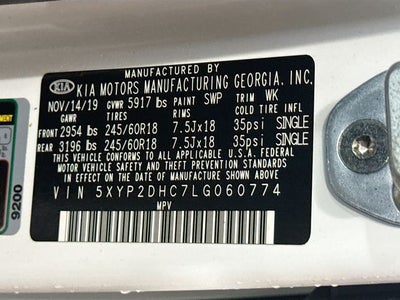 MANUFACTURED BY
KIA KIA MOTORS MANUFACTURING GEORGIA, INC.
NOV/14/19 GVWR 5917 lbs PAINT SWP TRIM WK
GAWR TIRES RIMS COLD TIRE INFL
FRONT 2954 lbs 245/60R18 7.5Jx18 35psi SINGLE
REAR 3196 lbs 245/60R18 7.5Jx18 35psi SINGLE
THIS VEHICLE CONFORMS TO ALL APPLICABLE U.S.A. FEDERAL
MOTOR VEHICLE SAFETY AND THEFT PREVENTION STANDARDS
IN EFFECT ON THE DATE OF MANUFACTURE SHOWN ABOVE
VIN 5XYP2DHC7LG060774
MPV
9200